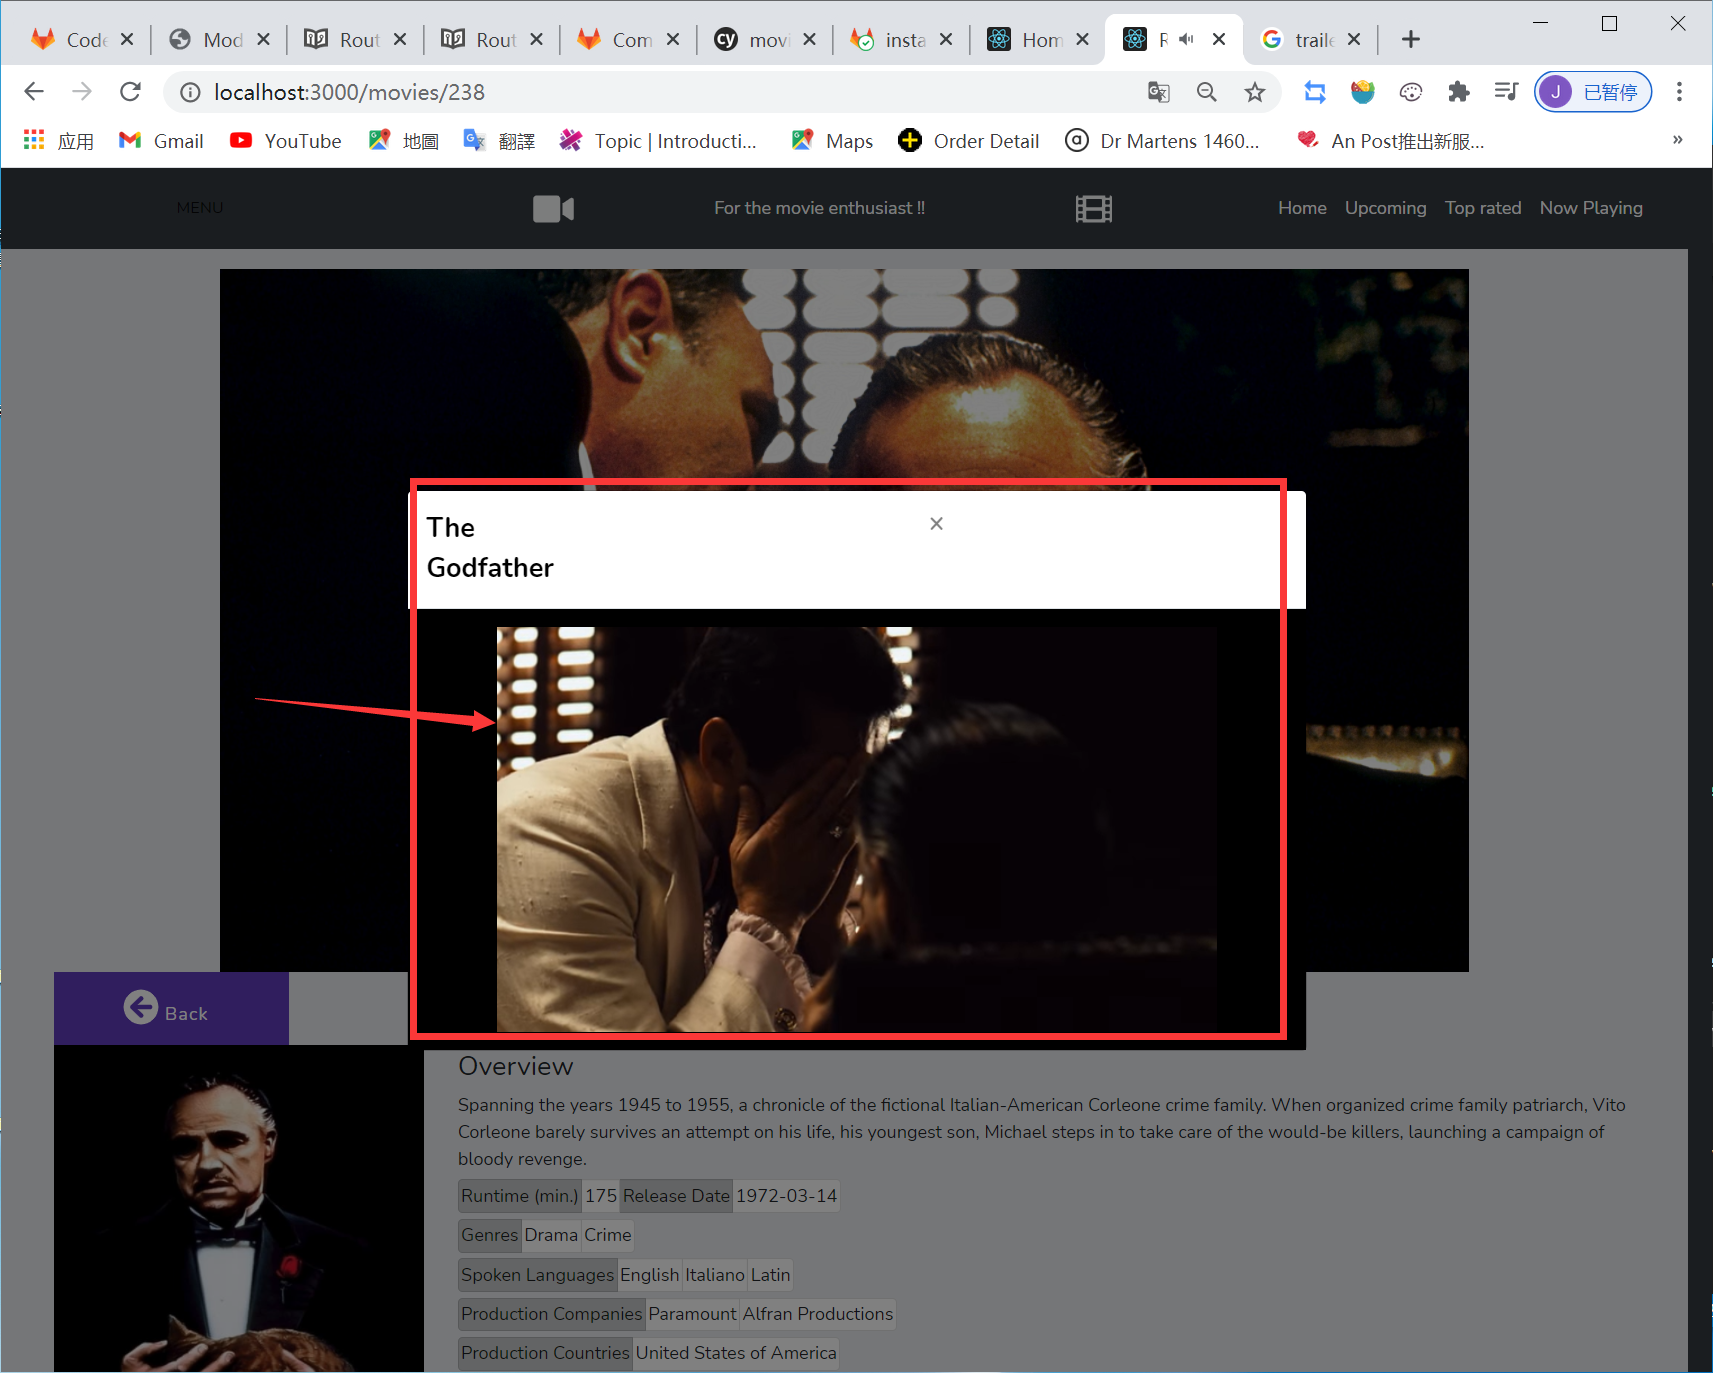 Code
Mod
Rout
Rout
Com
movi
insta
Hom
R
traile
localhost:3000/movies/238
J 已暂停
应用
Gmail
YouTube
地圖
翻譯
Topic | Introducti...
Maps
Order Detail
Dr Martens 1460...
An Post推出新服...
»
MENU
For the movie enthusiast !!
Home Upcoming Top rated Now Playing
The
Godfather
×
Back
Overview
Spanning the years 1945 to 1955, a chronicle of the fictional Italian-American Corleone crime family. When organized crime family patriarch, Vito
Corleone barely survives an attempt on his life, his youngest son, Michael steps in to take care of the would-be killers, launching a campaign of
bloody revenge.
Runtime (min.) 175 Release Date 1972-03-14
Genres Drama Crime
Spoken Languages English Italiano Latin
Production Companies Paramount Alfran Productions
Production Countries United States of America